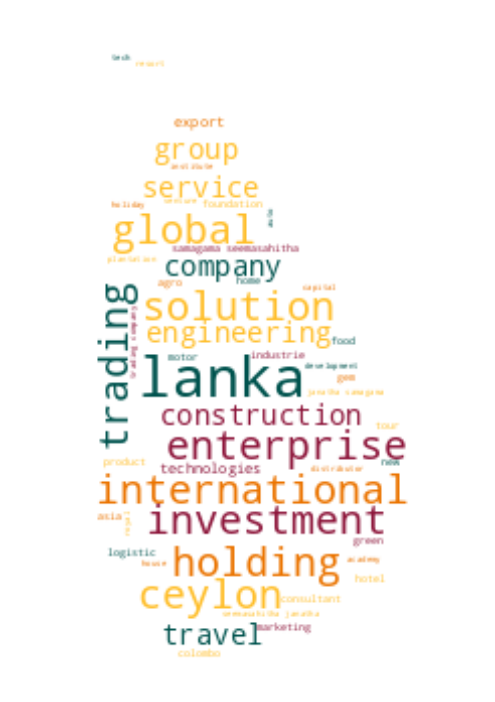 tech
resort
export
group
institute
service
venture
holiday
foundation
global
samagama seemasahitha
plantation
company
agro
home
capital
trading
trading company
solution
engineering
food
motor
industrie
lanka
development
gem
janatha samagama
construction
tour
enterprise
product
technologies
distributor
new
international
asia
investment
royal
green
logistic
house
holding
academy
hotel
ceylon
consultant
seemasahitha janatha
travel
marketing
colombo